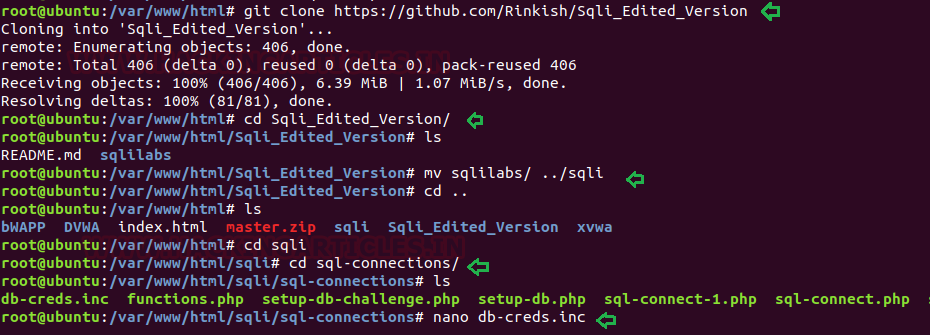 root@ubuntu:/var/www/html# git clone https://github.com/Rinkish/Sqli_Edited_Version
Cloning into 'Sqli_Edited_Version'...
remote: Enumerating objects: 406, done.
remote: Total 406 (delta 0), reused 0 (delta 0), pack-reused 406
Receiving objects: 100% (406/406), 6.39 MiB | 1.07 MiB/s, done.
Resolving deltas: 100% (81/81), done.
root@ubuntu:/var/www/html# cd Sqli_Edited_Version/
root@ubuntu:/var/www/html/Sqli_Edited_Version# ls
README.md  sqlilabs
root@ubuntu:/var/www/html/Sqli_Edited_Version# mv sqlilabs/ ../sqli
root@ubuntu:/var/www/html/Sqli_Edited_Version# cd ..
root@ubuntu:/var/www/html# ls
bWAPP  DVWA  index.html  master.zip  sqli  Sqli_Edited_Version  xvwa
root@ubuntu:/var/www/html# cd sqli
root@ubuntu:/var/www/html/sqli# cd sql-connections/
root@ubuntu:/var/www/html/sqli/sql-connections# ls
db-creds.inc  functions.php  setup-db-challenge.php  setup-db.php  sql-connect-1.php  sql-connect.php
root@ubuntu:/var/www/html/sqli/sql-connections# nano db-creds.inc